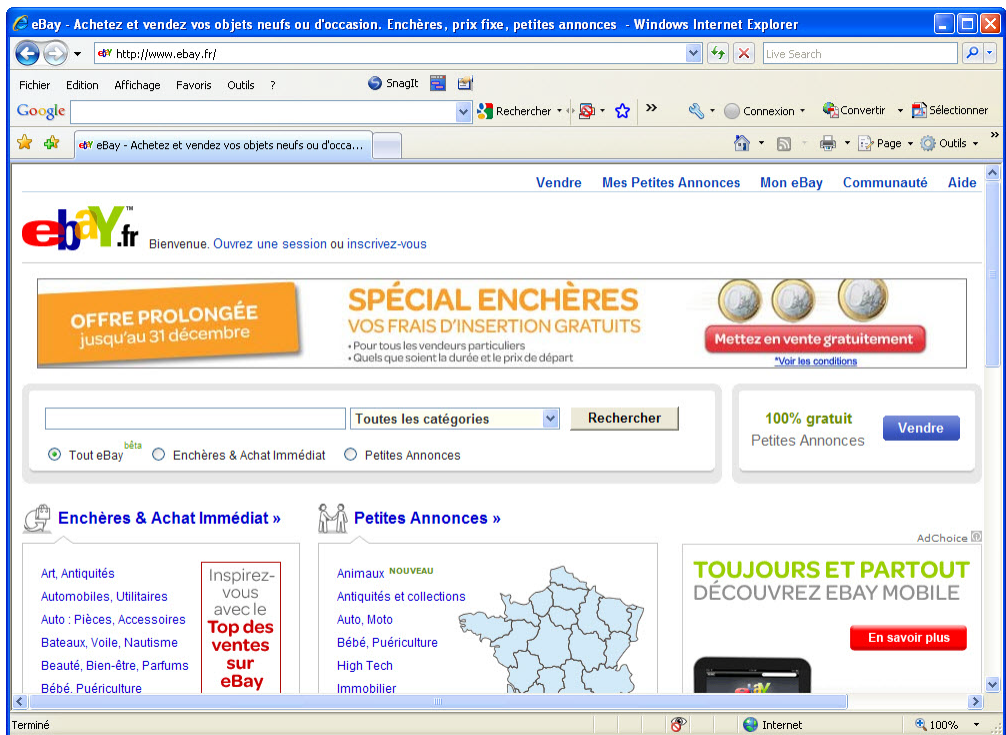 eBay - Achetez et vendez vos objets neufs ou d'occasion. Enchères, prix fixe, petites annonces - Windows Internet Explorer
http://www.ebay.fr/
Live Search
Fichier Edition Affichage Favoris Outils ? SnagIt
Google Rechercher Connexion Convertir Sélectionner
eBay - Achetez et vendez vos objets neufs ou d'occa... Page Outils
Vendre Mes Petites Annonces Mon eBay Communauté Aide
ebaY.fr™ Bienvenue. Ouvrez une session ou inscrivez-vous
OFFRE PROLONGÉE
jusqu'au 31 décembre
SPÉCIAL ENCHÈRES
VOS FRAIS D'INSERTION GRATUITS
• Pour tous les vendeurs particuliers
• Quels que soient la durée et le prix de départ
Mettez en vente gratuitement
*Voir les conditions
Toutes les catégories Rechercher
Tout eBay bêta Enchères & Achat Immédiat Petites Annonces
100% gratuit
Petites Annonces
Vendre
Enchères & Achat Immédiat »
Art, Antiquités
Automobiles, Utilitaires
Auto : Pièces, Accessoires
Bateaux, Voile, Nautisme
Beauté, Bien-être, Parfums
Bébé, Puériculture
Inspirez-
vous
avec le
Top des
ventes
sur
eBay
Petites Annonces »
Animaux NOUVEAU
Antiquités et collections
Auto, Moto
Bébé, Puériculture
High Tech
Immobilier
AdChoice
TOUJOURS ET PARTOUT
DÉCOUVREZ EBAY MOBILE
En savoir plus
Terminé Internet 100%